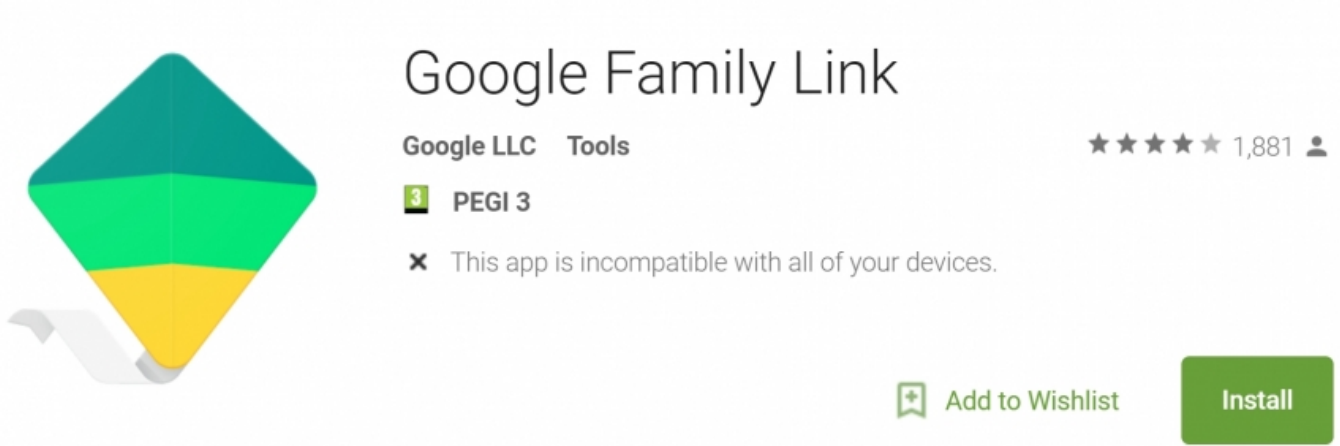 Google Family Link
Google LLC Tools 1,881
3 PEGI 3
This app is incompatible with all of your devices.
Add to Wishlist Install